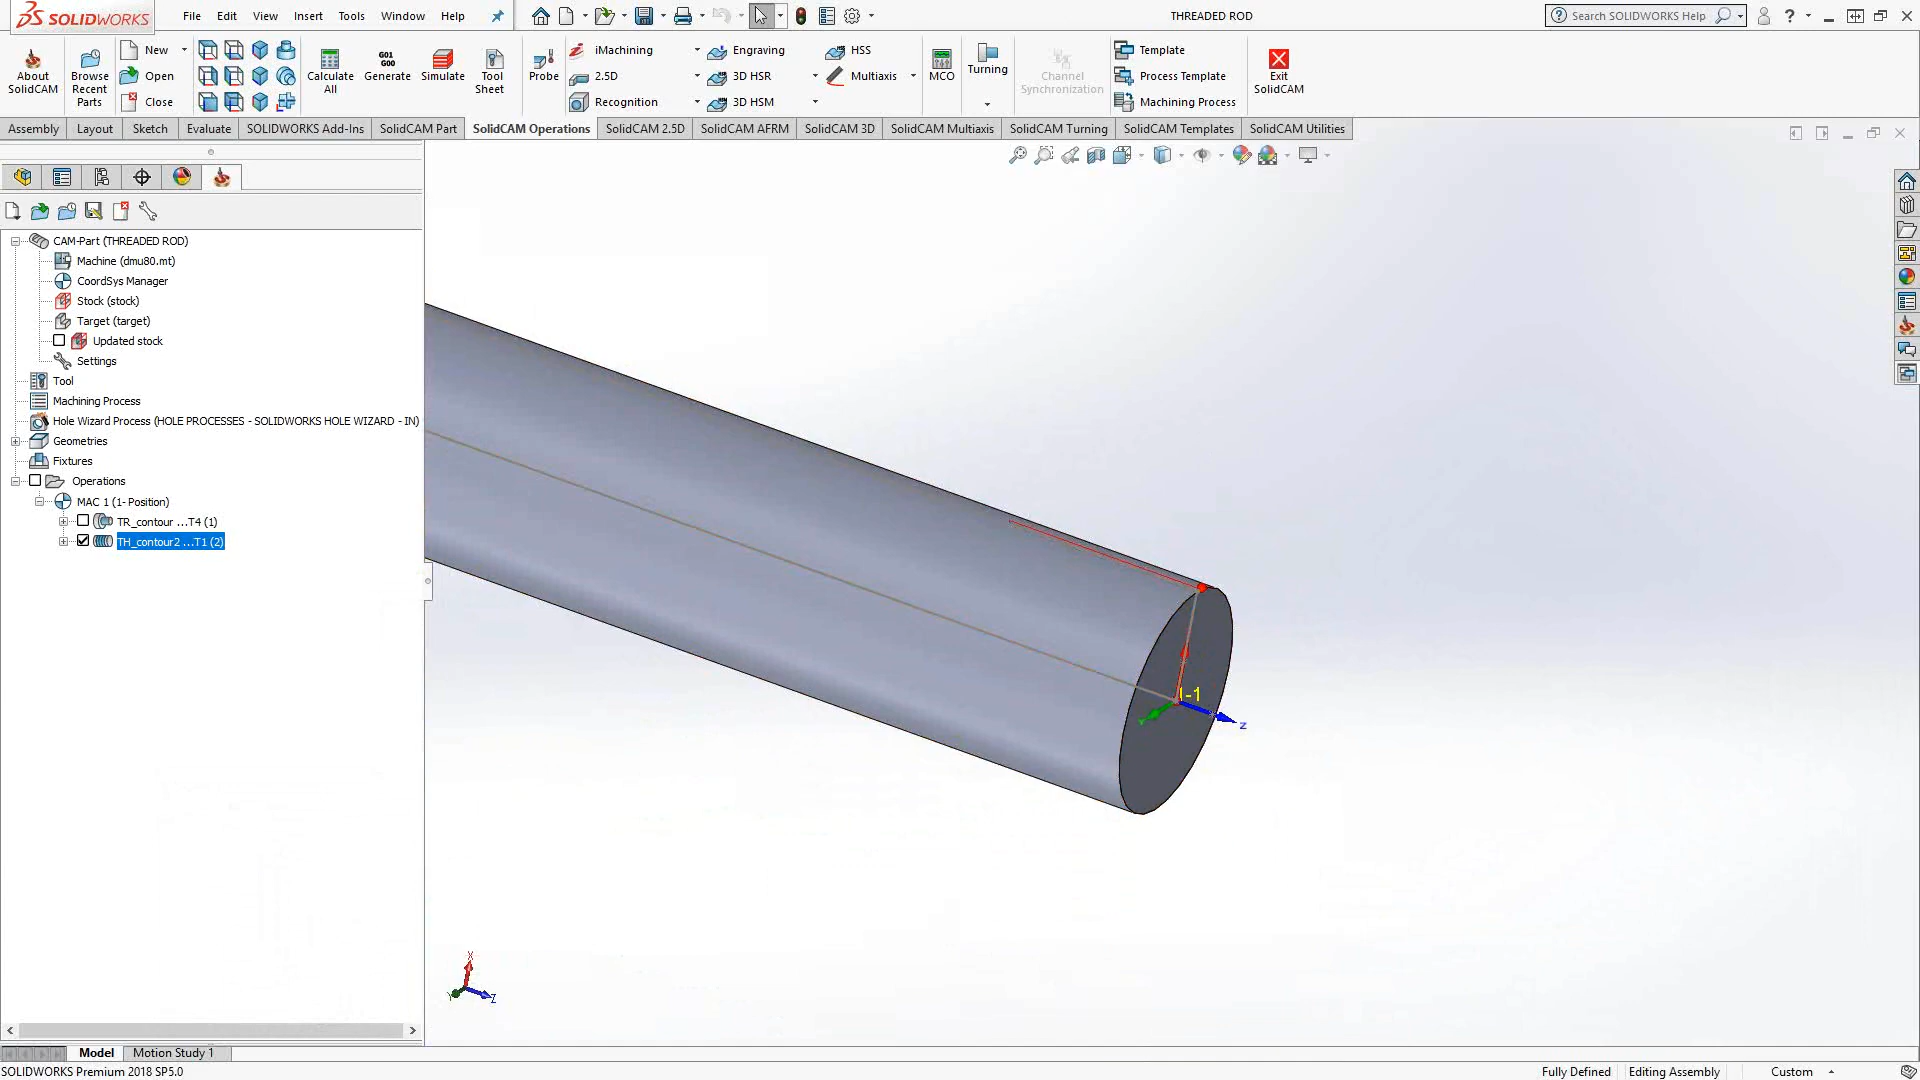 SOLIDWORKS File Edit View Insert Tools Window Help THREADED ROD Search SOLIDWORKS Help ?
About SolidCAM
Browse Recent Parts
New
Open
Close
Calculate All
G01 G00 Generate
Simulate
Tool Sheet
Probe
iMachining
2.5D
Recognition
Engraving
3D HSR
3D HSM
HSS
Multiaxis
MCO
Turning
Channel Synchronization
Template
Process Template
Machining Process
Exit SolidCAM
Assembly Layout Sketch Evaluate SOLIDWORKS Add-Ins SolidCAM Part SolidCAM Operations SolidCAM 2.5D SolidCAM AFRM SolidCAM 3D SolidCAM Multiaxis SolidCAM Turning SolidCAM Templates SolidCAM Utilities
CAM-Part (THREADED ROD)
Machine (dmu80.mt)
CoordSys Manager
Stock (stock)
Target (target)
Updated stock
Settings
Tool
Machining Process
Hole Wizard Process (HOLE PROCESSES - SOLIDWORKS HOLE WIZARD - IN)
Geometries
Fixtures
Operations
MAC 1 (1- Position)
TR_contour ...T4 (1)
TH_contour2 ...T1 (2)
1-1
z
X
Y
Z
Model Motion Study 1
SOLIDWORKS Premium 2018 SP5.0 Fully Defined Editing Assembly Custom